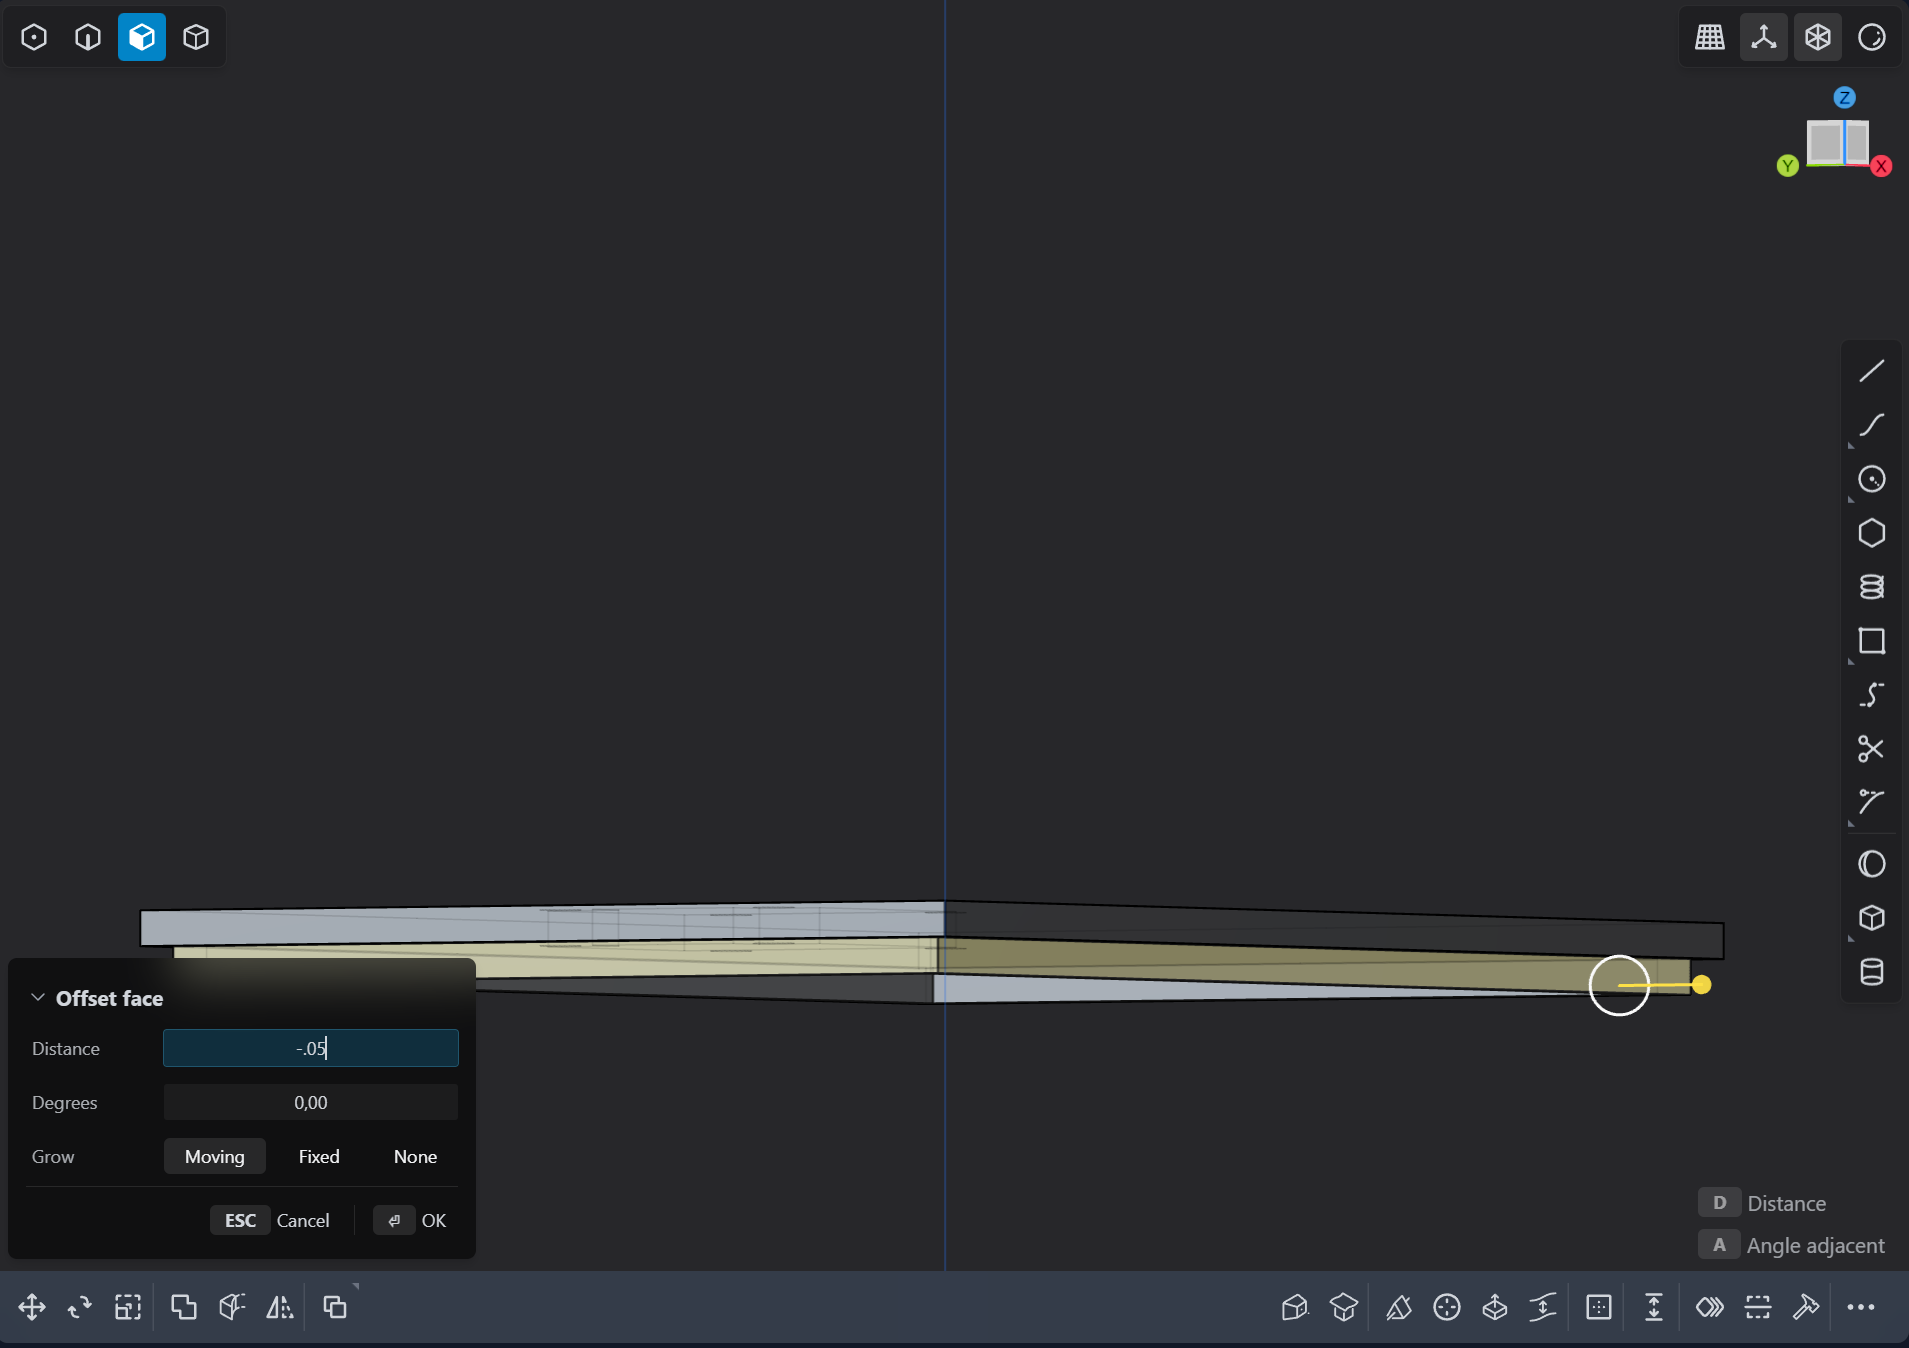 Z
Y
X
Offset face
Distance
-.05
Degrees
0,00
Grow
Moving
Fixed
None
ESC Cancel
OK
D Distance
A Angle adjacent